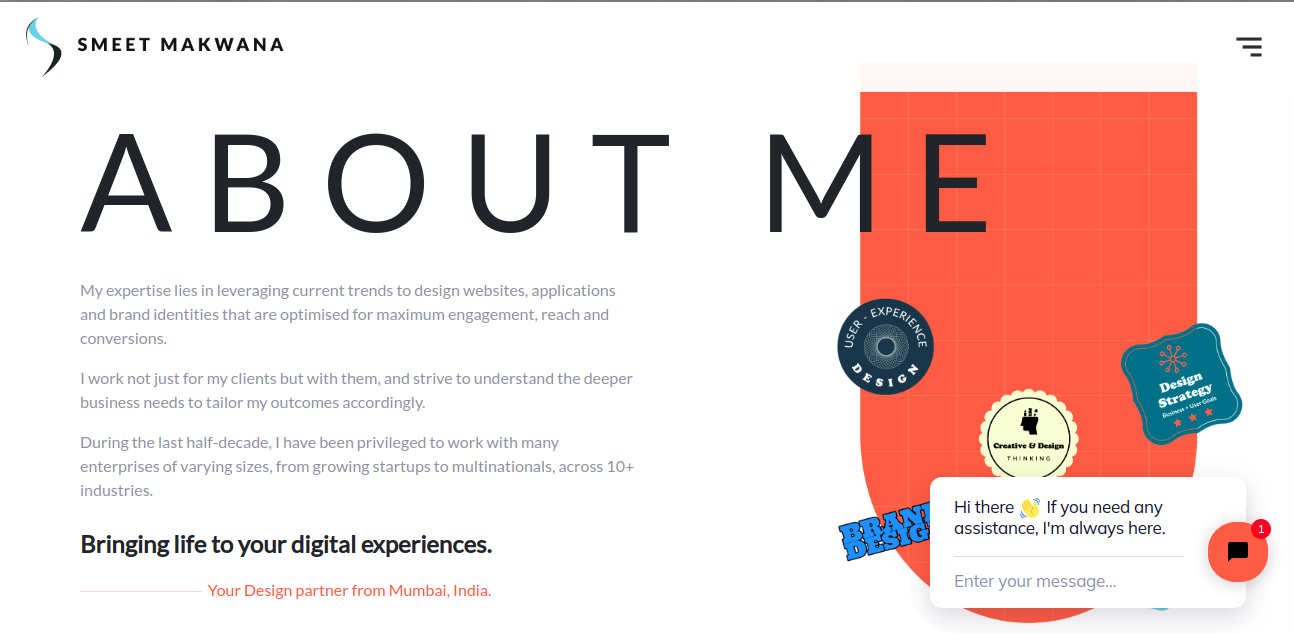 SMEET MAKWANA
ABOUT ME
My expertise lies in leveraging current trends to design websites, applications
and brand identities that are optimised for maximum engagement, reach and
conversions.
I work not just for my clients but with them, and strive to understand the deeper
business needs to tailor my outcomes accordingly.
During the last half-decade, I have been privileged to work with many
enterprises of varying sizes, from growing startups to multinationals, across 10+
industries.
Bringing life to your digital experiences.
Your Design partner from Mumbai, India.
USER - EXPERIENCE
DESIGN
Design
Strategy
Business + User Goals
Creative & Design
THINKING
BRAND
DESIGN
Hi there 👋 If you need any
assistance, I'm always here.
1
Enter your message...